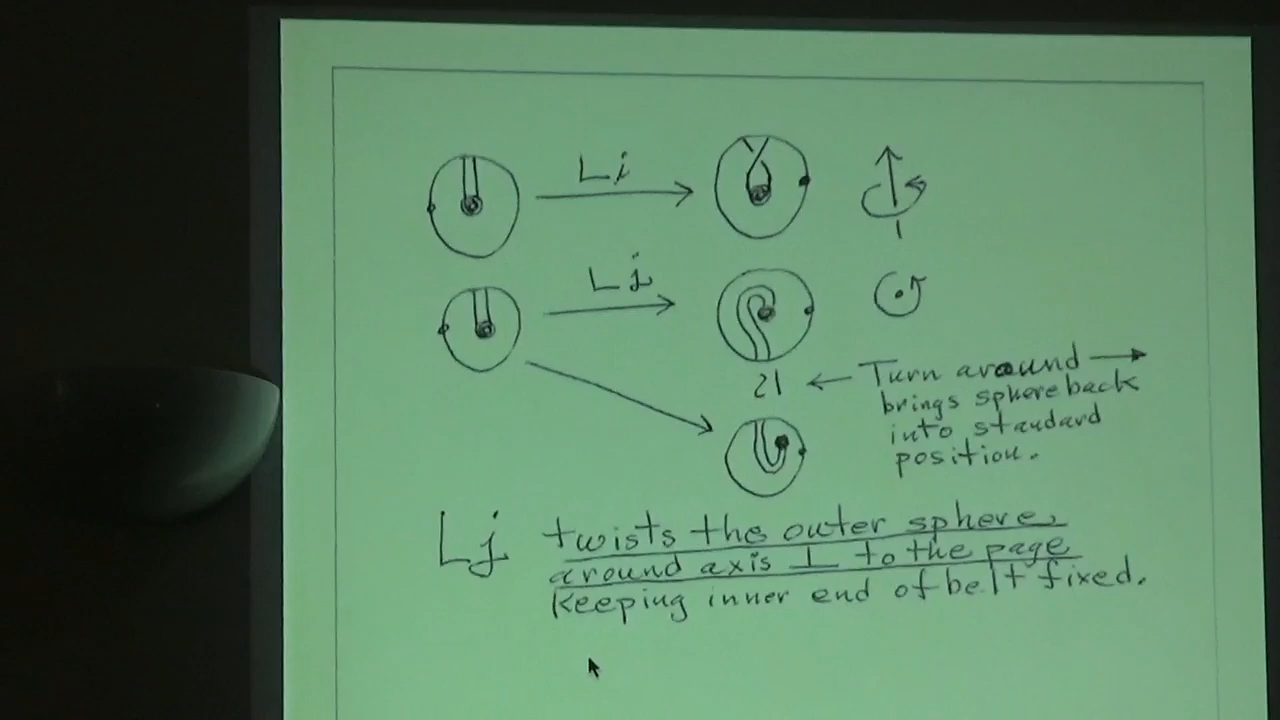 Li
Lj
21 ← Turn around →
brings sphere back
into standard
position.
Lj twists the outer sphere,
around axis ⊥ to the page
keeping inner end of belt fixed.